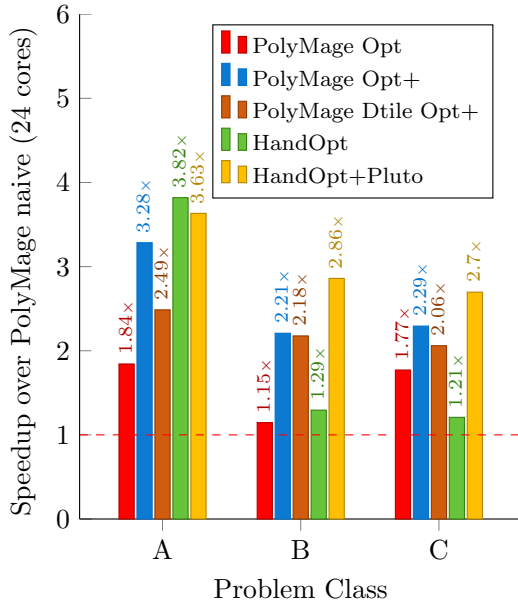 Speedup over PolyMage naive (24 cores)
6
5
4
3
2
1
0
PolyMage Opt
PolyMage Opt+
PolyMage Dtile Opt+
HandOpt
HandOpt+Pluto
1.84×
3.28×
2.49×
3.82×
3.63×
1.15×
2.21×
2.18×
1.29×
2.86×
1.77×
2.29×
2.06×
1.21×
2.7×
A
B
C
Problem Class